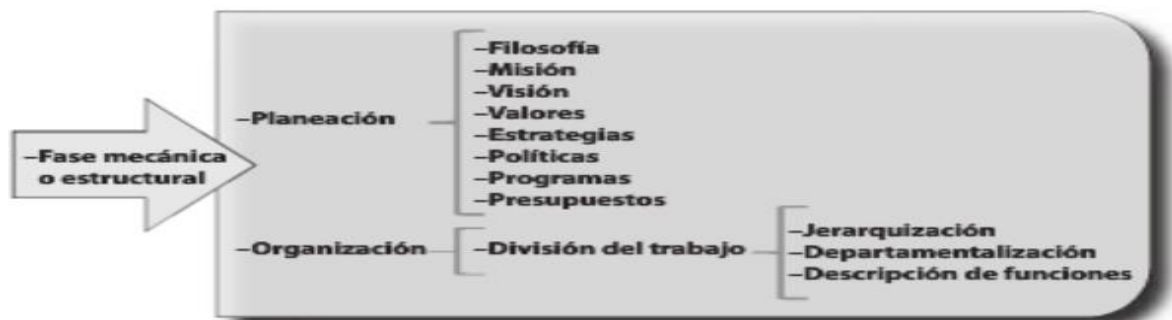 –Fase mecánica
o estructural
–Planeación
–Filosofía
–Misión
–Visión
–Valores
–Estrategias
–Políticas
–Programas
–Presupuestos
–Organización
–División del trabajo
–Jerarquización
–Departamentalización
–Descripción de funciones